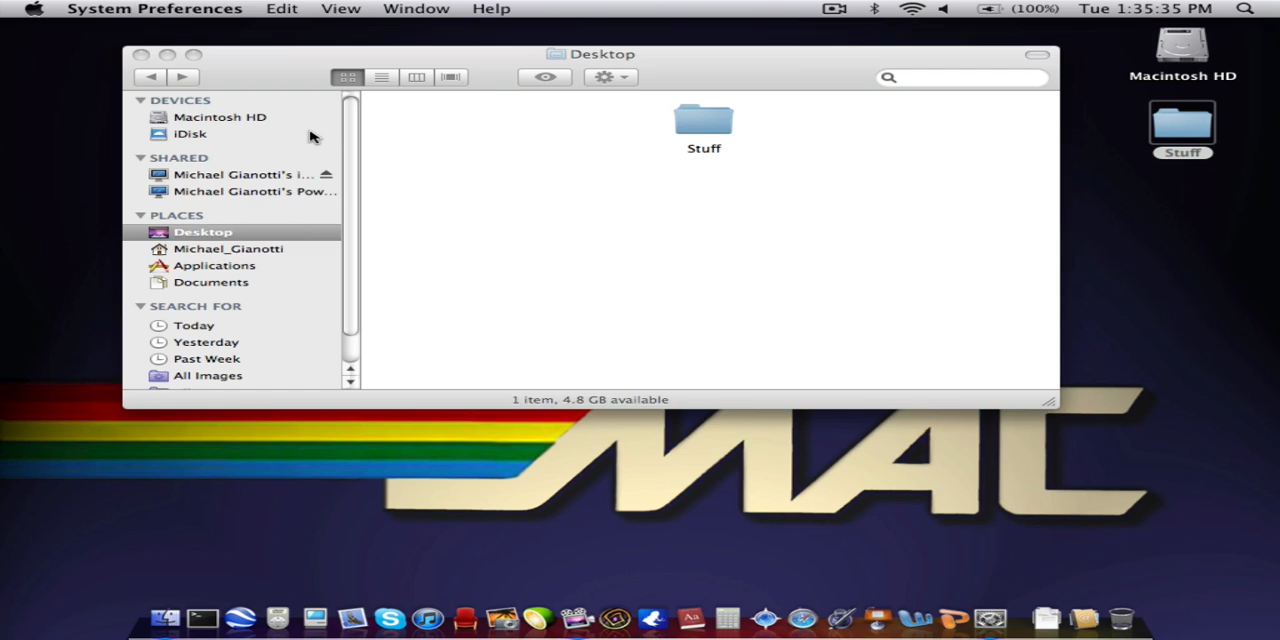 System Preferences Edit View Window Help (100%) Tue 1:35:35 PM
Desktop
Macintosh HD
Stuff
DEVICES
Macintosh HD
iDisk
SHARED
Michael Gianotti's i...
Michael Gianotti's Pow...
PLACES
Desktop
Michael_Gianotti
Applications
Documents
SEARCH FOR
Today
Yesterday
Past Week
All Images
Stuff
1 item, 4.8 GB available
MAC